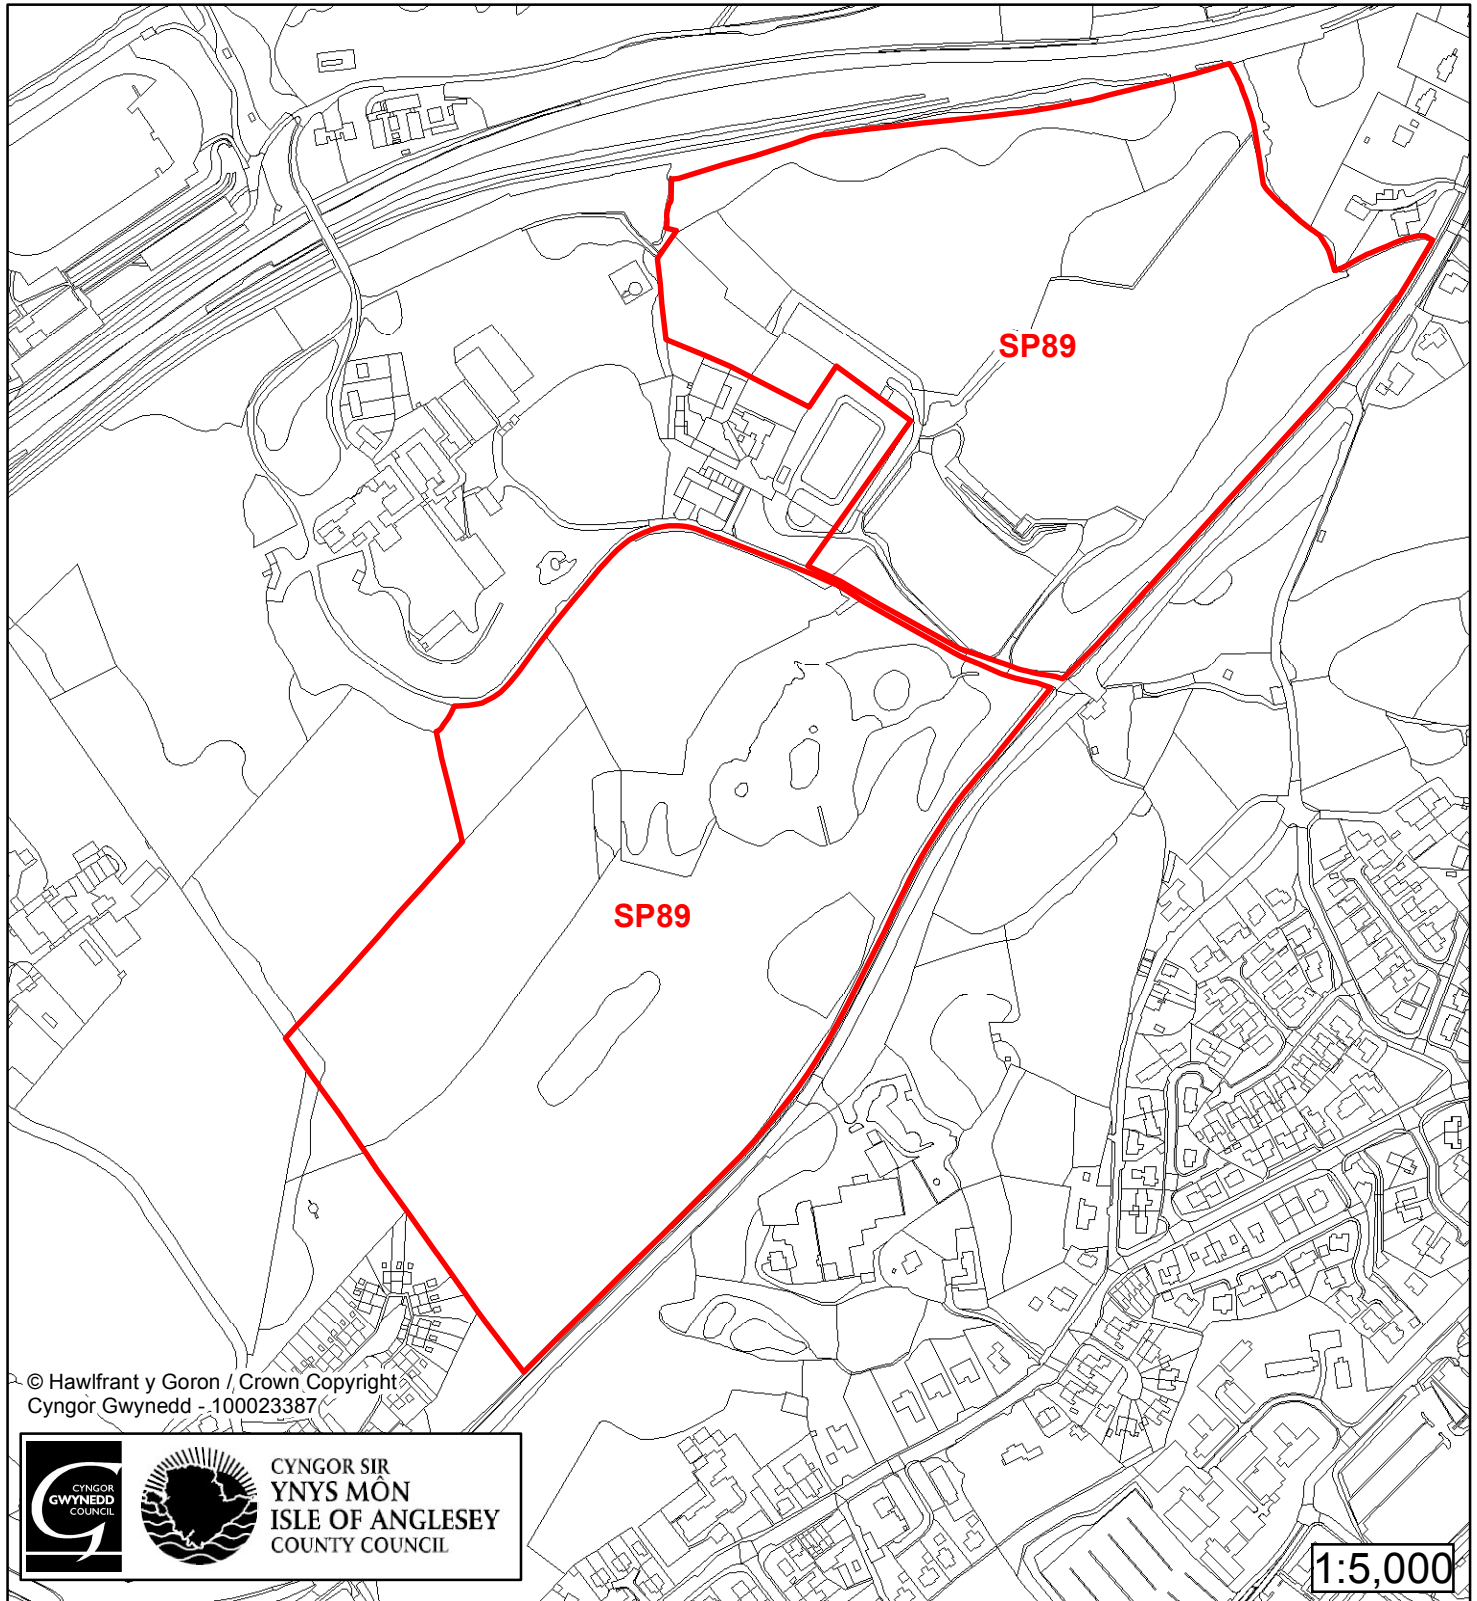 SP89
SP89
© Hawlfraint y Goron / Crown Copyright
Cyngor Gwynedd - 100023387
CYNGOR
GWYNEDD
COUNCIL
CYNGOR SIR
YNYS MÔN
ISLE OF ANGLESEY
COUNTY COUNCIL
1:5,000